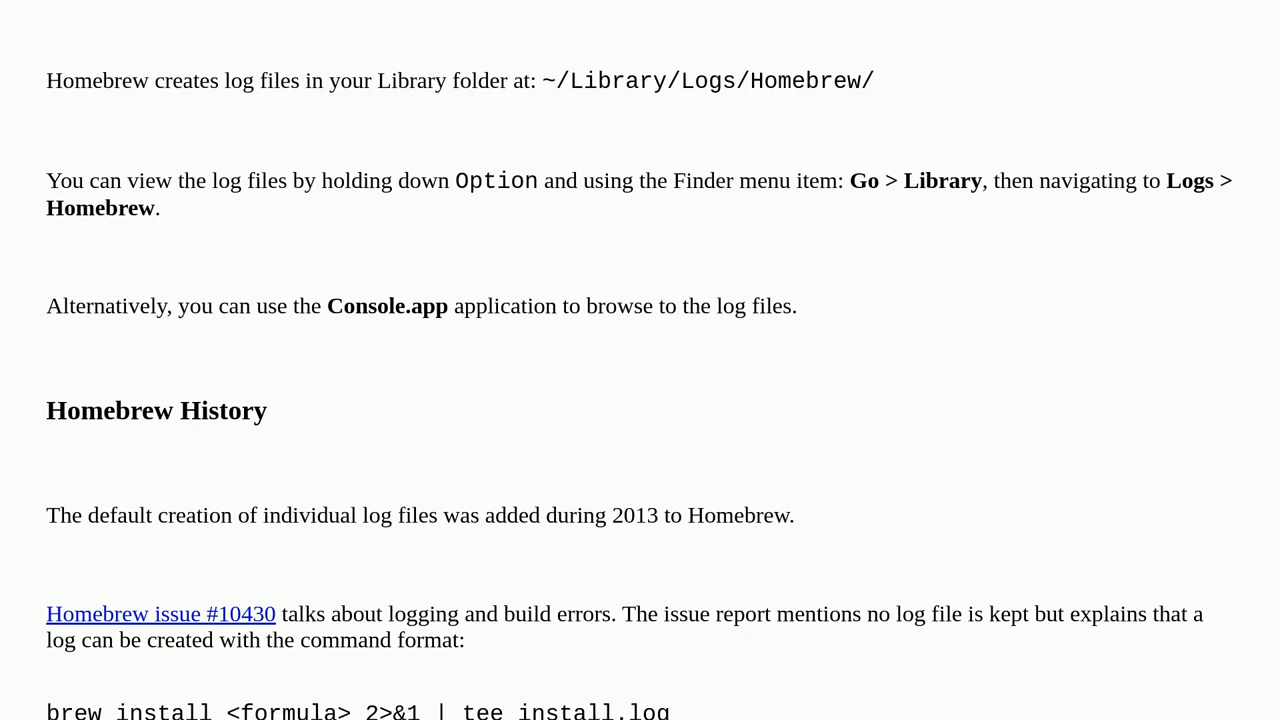 Homebrew creates log files in your Library folder at: ~/Library/Logs/Homebrew/
You can view the log files by holding down Option and using the Finder menu item: Go > Library, then navigating to Logs >
Homebrew.
Alternatively, you can use the Console.app application to browse to the log files.
Homebrew History
The default creation of individual log files was added during 2013 to Homebrew.
Homebrew issue #10430 talks about logging and build errors. The issue report mentions no log file is kept but explains that a
log can be created with the command format:
brew install <formula> 2>&1 | tee install.log